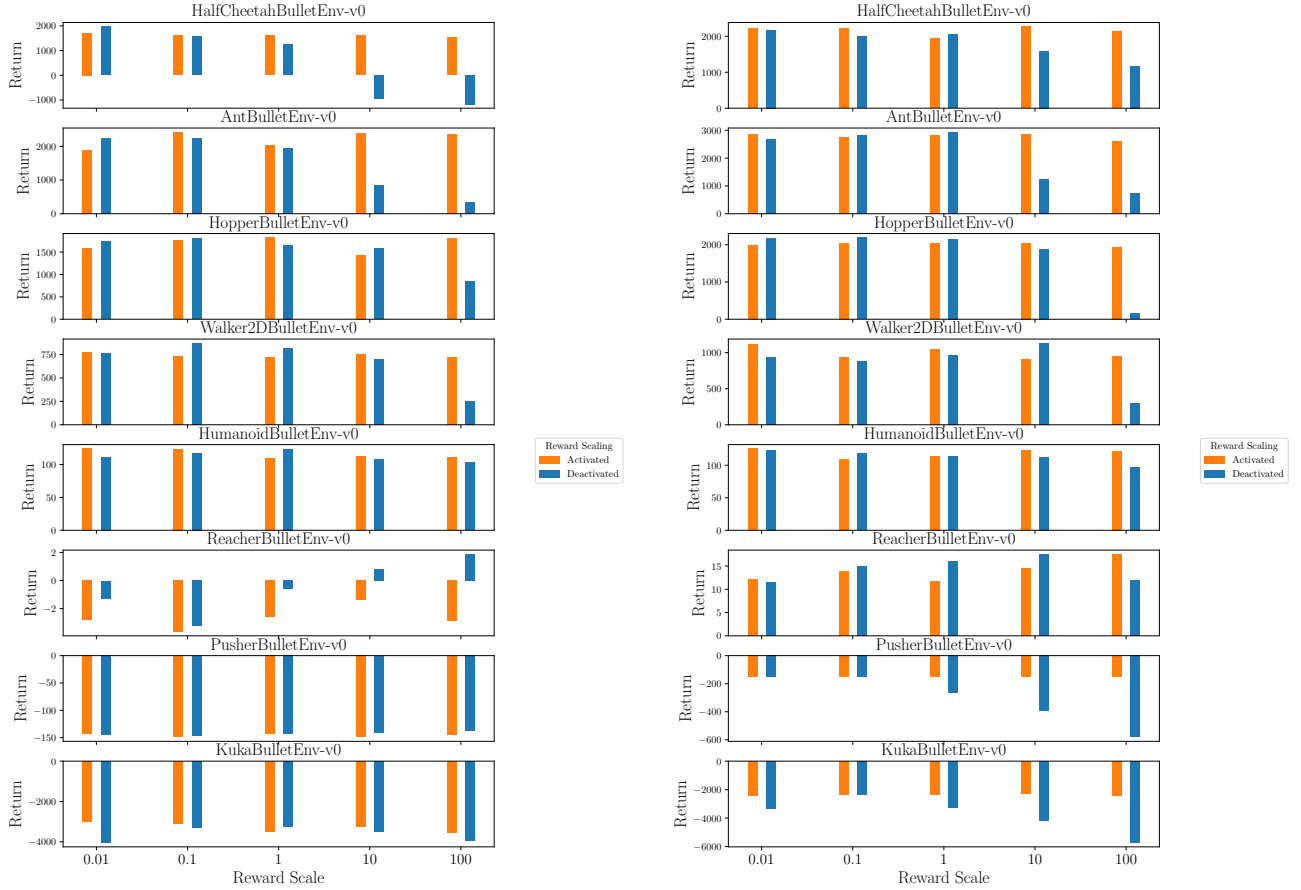 HalfCheetahBulletEnv-v0
2000
1000
0
−1000
Return
AntBulletEnv-v0
2000
1000
0
Return
HopperBulletEnv-v0
1500
1000
500
0
Return
Walker2DBulletEnv-v0
750
500
250
0
Return
HumanoidBulletEnv-v0
100
50
0
Return
ReacherBulletEnv-v0
2
0
−2
Return
PusherBulletEnv-v0
0
−50
−100
−150
Return
KukaBulletEnv-v0
0
−2000
−4000
Return
0.01 0.1 1 10 100
Reward Scale
Reward Scaling
Activated
Deactivated
HalfCheetahBulletEnv-v0
2000
1000
0
Return
AntBulletEnv-v0
3000
2000
1000
0
Return
HopperBulletEnv-v0
2000
1000
0
Return
Walker2DBulletEnv-v0
1000
500
0
Return
HumanoidBulletEnv-v0
100
50
0
Return
ReacherBulletEnv-v0
15
10
5
0
Return
PusherBulletEnv-v0
0
−200
−400
−600
Return
KukaBulletEnv-v0
0
−2000
−4000
−6000
Return
0.01 0.1 1 10 100
Reward Scale
Reward Scaling
Activated
Deactivated